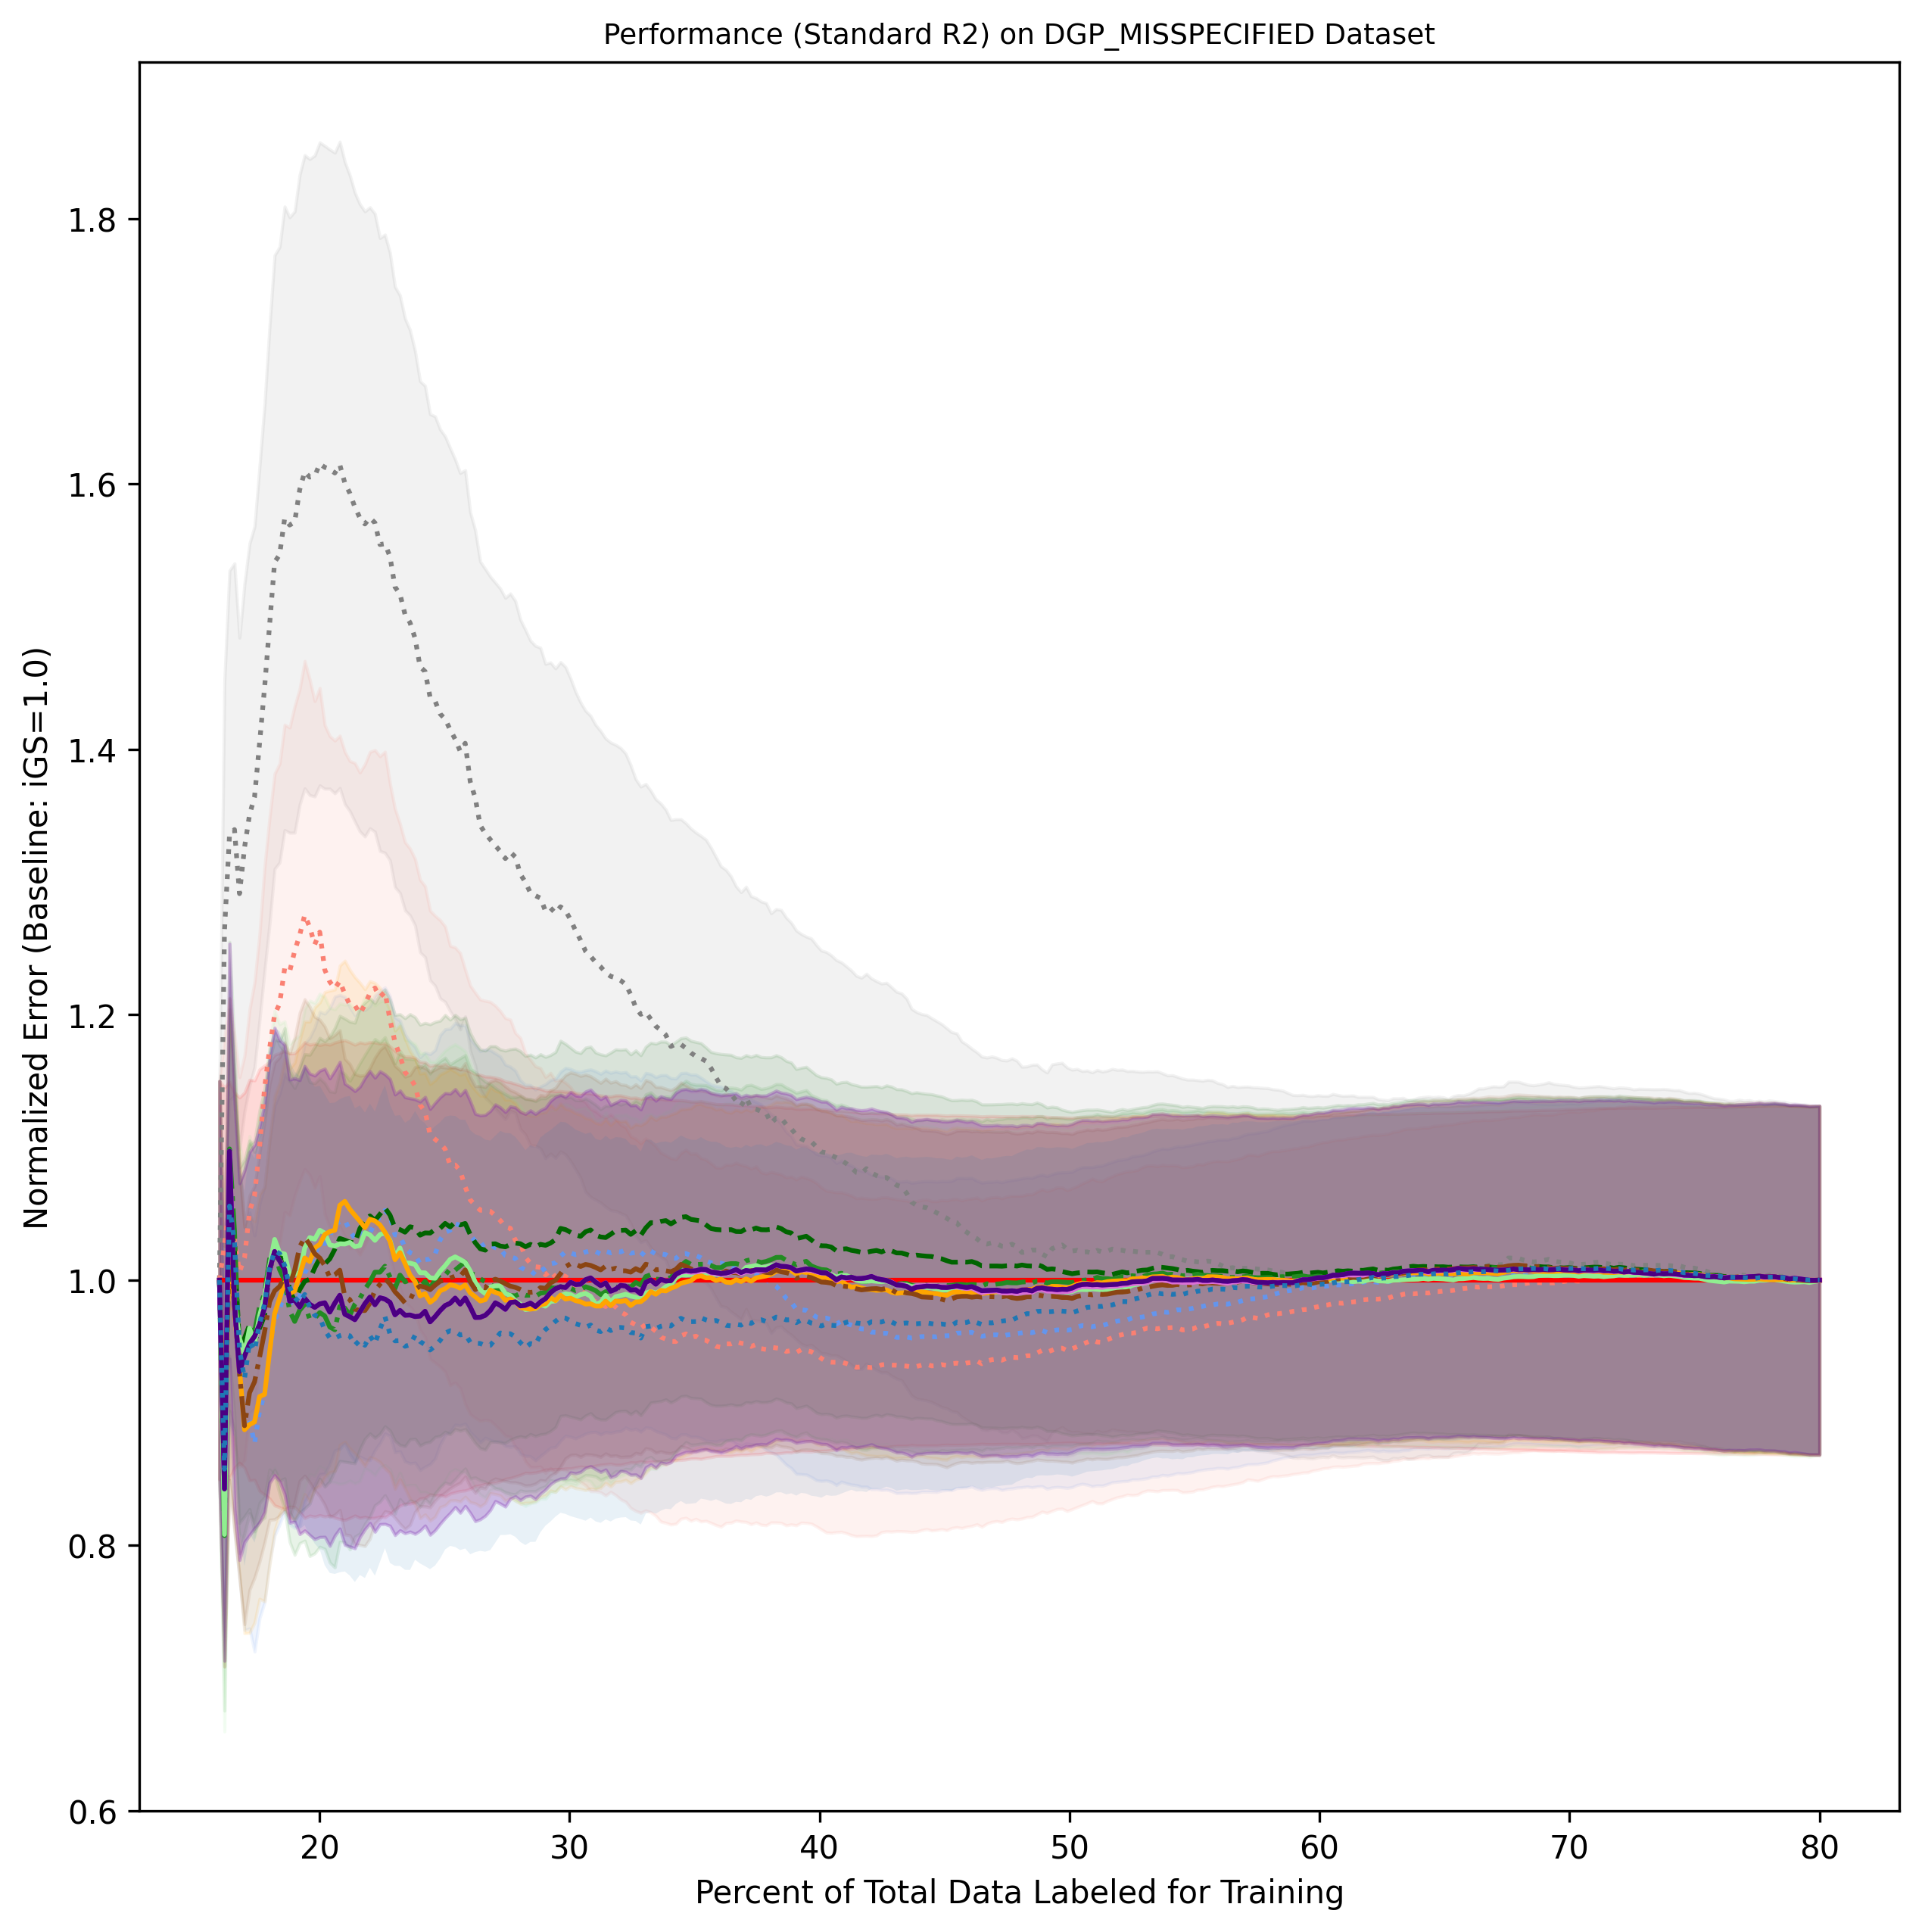 Performance (Standard R2) on DGP_MISSPECIFIED Dataset
Normalized Error (Baseline: iGS=1.0)
1.8
1.6
1.4
1.2
1.0
0.8
0.6
20 30 40 50 60 70 80
Percent of Total Data Labeled for Training